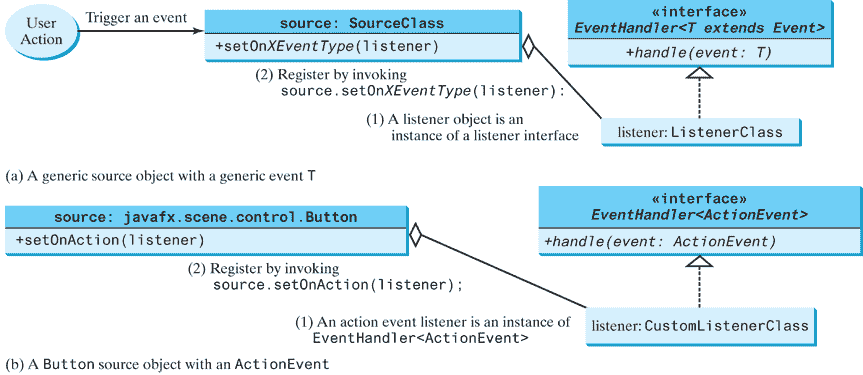 User
Action
Trigger an event
source: SourceClass
+setOnXEventType(listener)
«interface»
EventHandler<T extends Event>
+handle(event: T)
(2) Register by invoking
source.setOnXEventType(listener):
(1) A listener object is an
instance of a listener interface
listener: ListenerClass
(a) A generic source object with a generic event T
source: javafx.scene.control.Button
+setOnAction(listener)
«interface»
EventHandler<ActionEvent>
+handle(event: ActionEvent)
(2) Register by invoking
source.setOnAction(listener);
(1) An action event listener is an instance of
EventHandler<ActionEvent>
listener: CustomListenerClass
(b) A Button source object with an ActionEvent